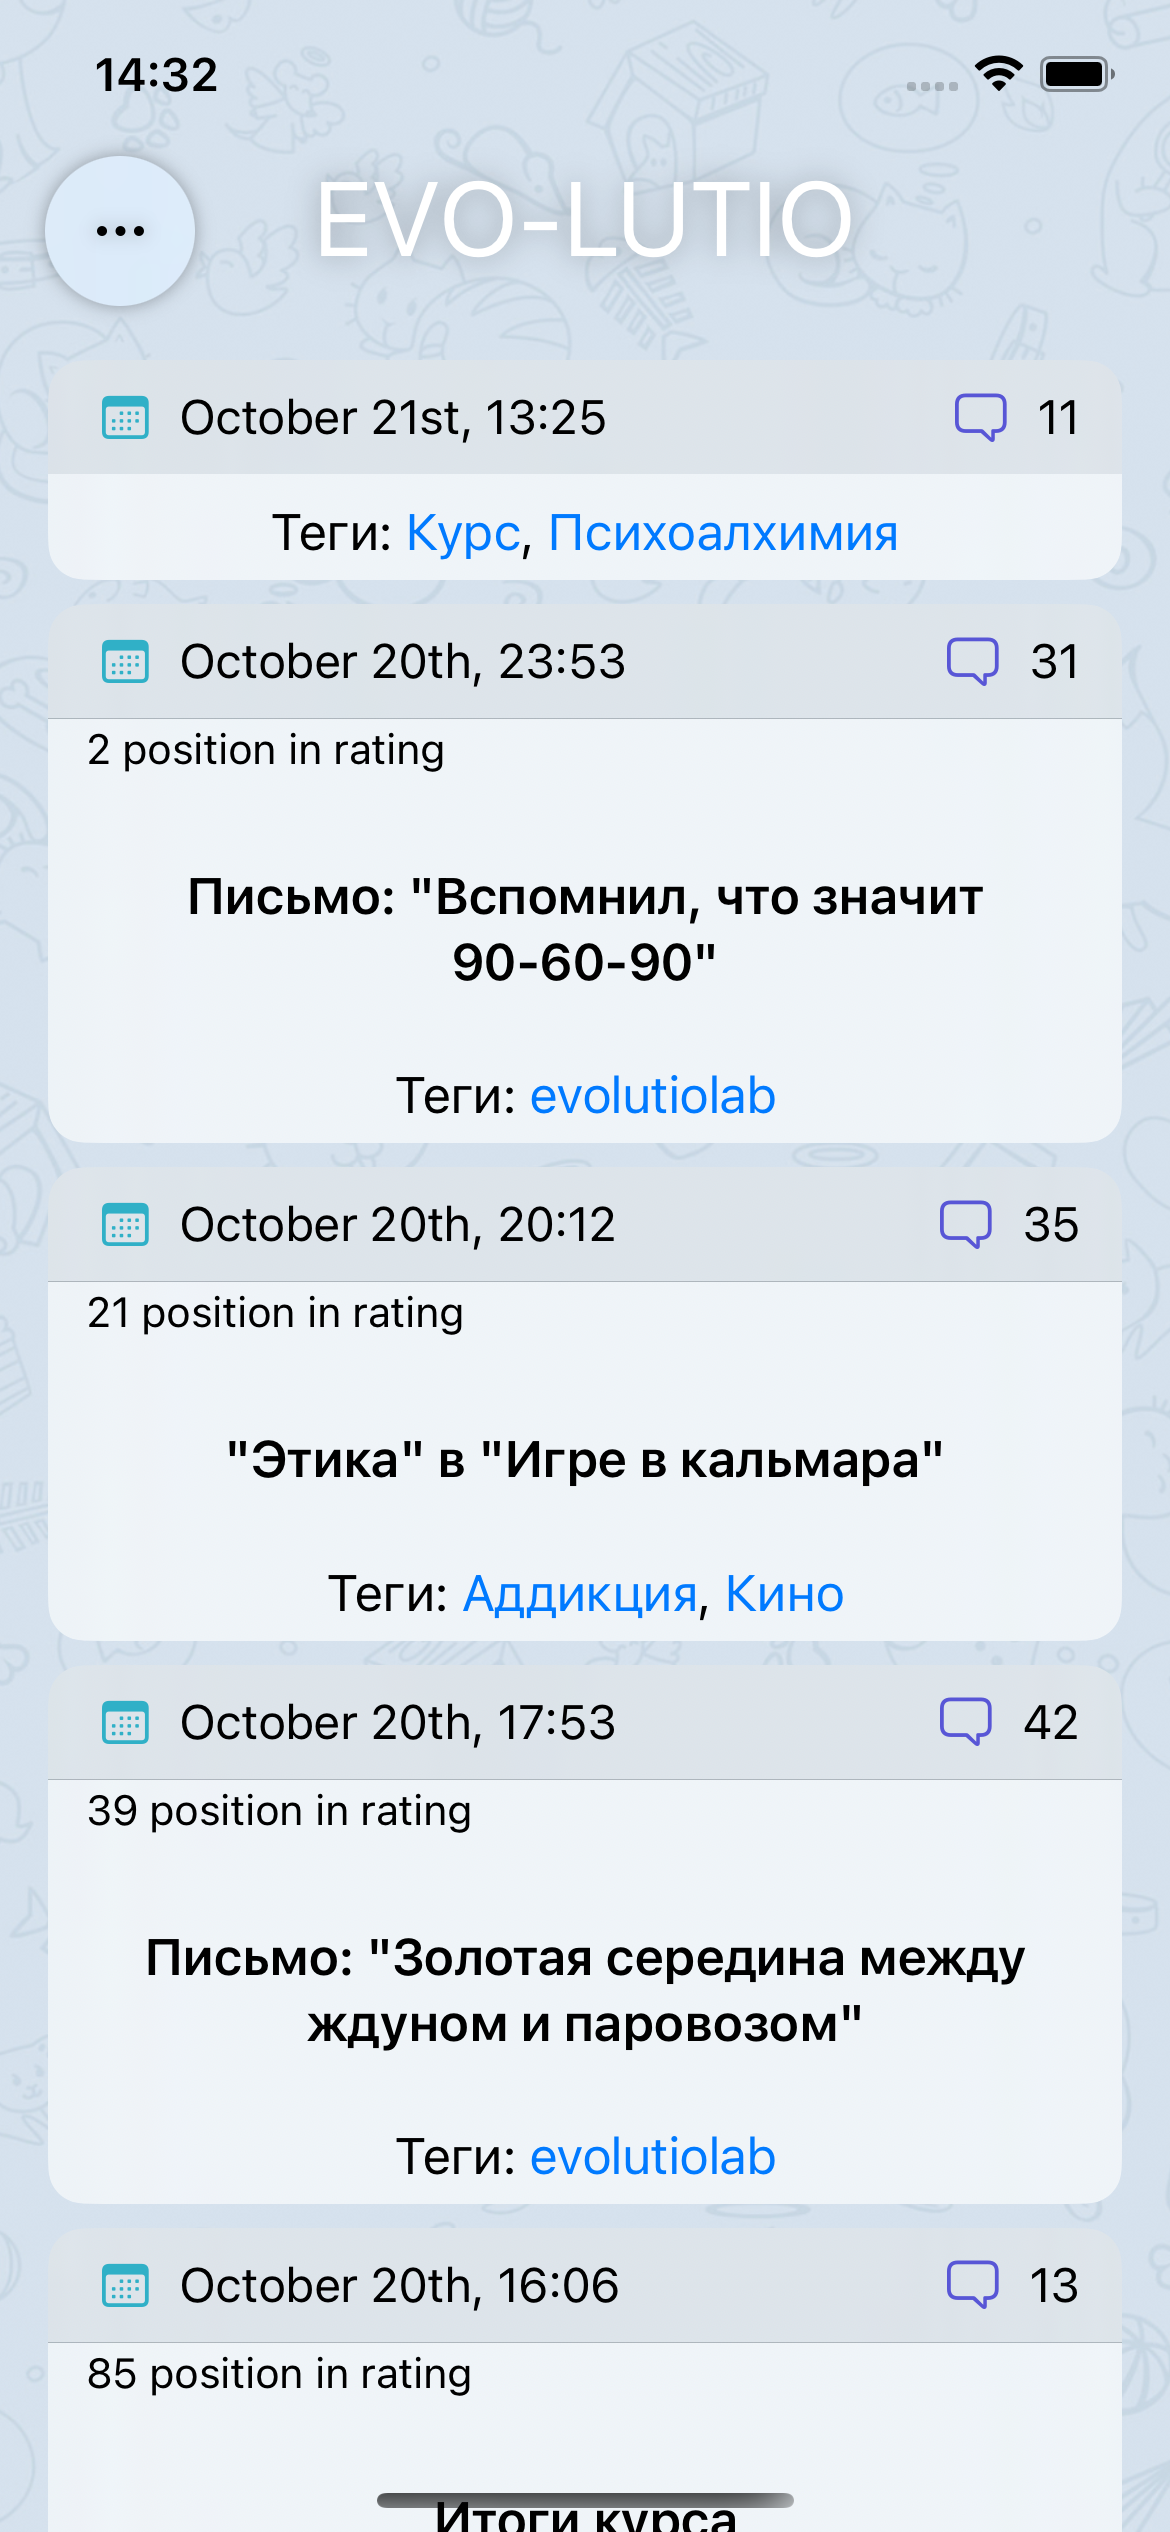 14:32
EVO-LUTIO
October 21st, 13:25 11
Теги: Курс, Психоалхимия
October 20th, 23:53 31
2 position in rating
Письмо: "Вспомнил, что значит
90-60-90"
Теги: evolutiolab
October 20th, 20:12 35
21 position in rating
"Этика" в "Игре в кальмара"
Теги: Аддикция, Кино
October 20th, 17:53 42
39 position in rating
Письмо: "Золотая середина между
ждуном и паровозом"
Теги: evolutiolab
October 20th, 16:06 13
85 position in rating
Итоги курса